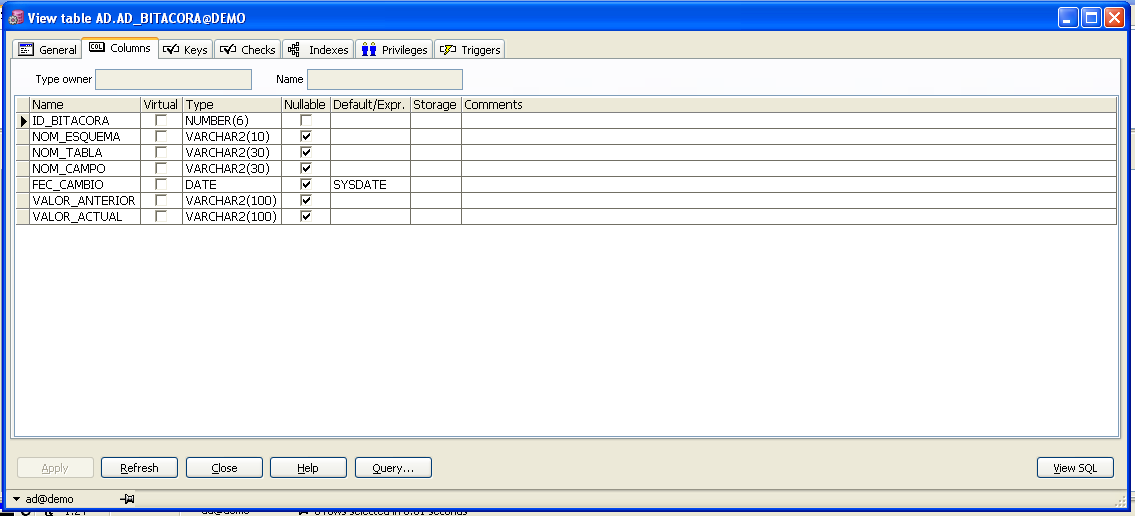 View table AD.AD_BITACORA@DEMO
General Columns Keys Checks Indexes Privileges Triggers
Type owner Name
Name Virtual Type Nullable Default/Expr. Storage Comments
ID_BITACORA NUMBER(6)
NOM_ESQUEMA VARCHAR2(10)
NOM_TABLA VARCHAR2(30)
NOM_CAMPO VARCHAR2(30)
FEC_CAMBIO DATE SYSDATE
VALOR_ANTERIOR VARCHAR2(100)
VALOR_ACTUAL VARCHAR2(100)
Apply Refresh Close Help Query... View SQL
ad@demo